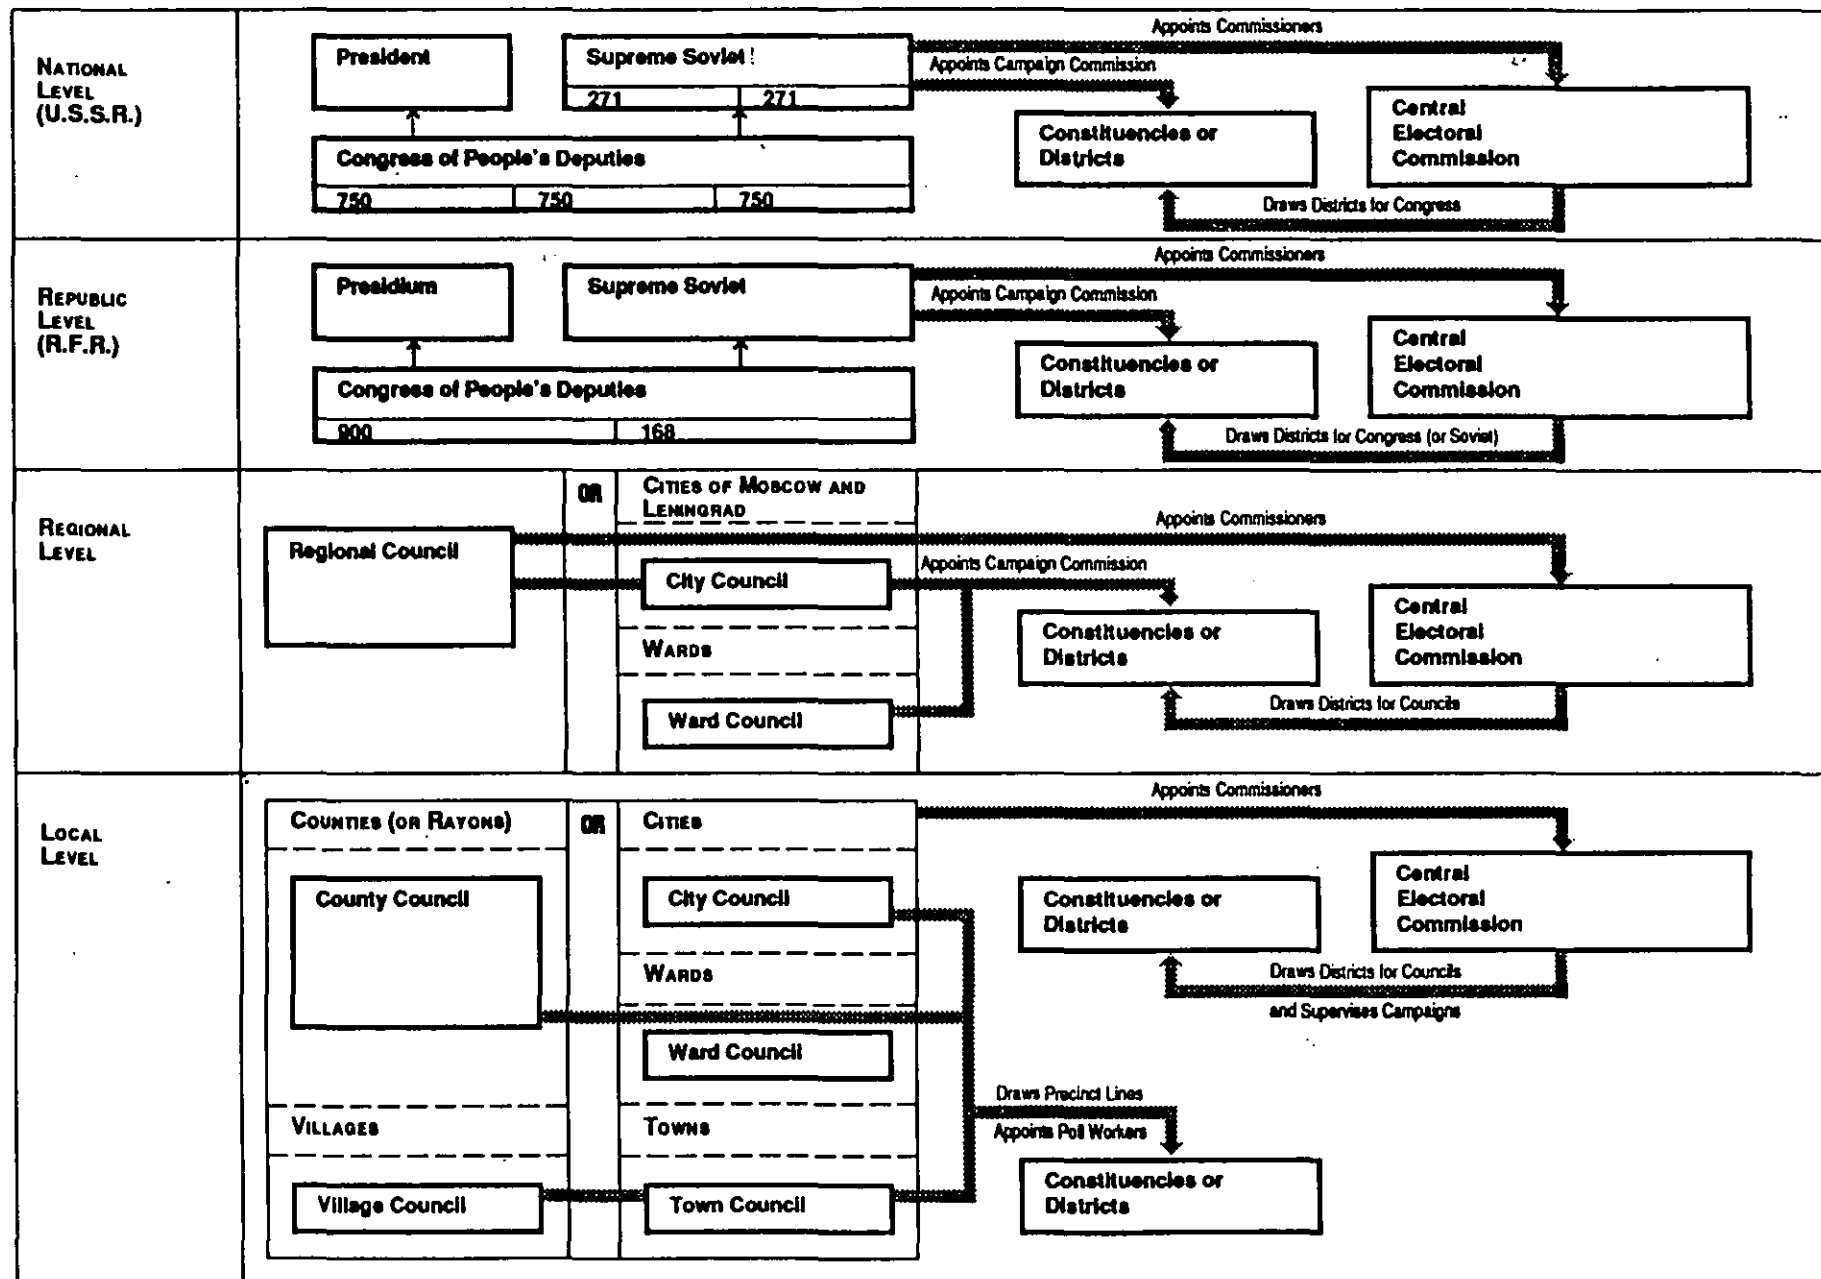 NATIONAL
LEVEL
(U.S.S.R.)
President
Supreme Soviet
271 271
Congress of People's Deputies
750 750 750
Appoints Commissioners
Appoints Campaign Commission
Constituencies or
Districts
Central
Electoral
Commission
Draws Districts for Congress
REPUBLIC
LEVEL
(R.F.R.)
Presidium
Supreme Soviet
Congress of People's Deputies
900 168
Appoints Commissioners
Appoints Campaign Commission
Constituencies or
Districts
Central
Electoral
Commission
Draws Districts for Congress (or Soviet)
REGIONAL
LEVEL
Regional Council
OR
CITIES OF MOSCOW AND
LENINGRAD
City Council
WARDS
Ward Council
Appoints Commissioners
Appoints Campaign Commission
Constituencies or
Districts
Central
Electoral
Commission
Draws Districts for Councils
LOCAL
LEVEL
COUNTIES (OR RAYONS)
County Council
VILLAGES
Village Council
OR
CITIES
City Council
WARDS
Ward Council
TOWNS
Town Council
Appoints Commissioners
Constituencies or
Districts
Central
Electoral
Commission
Draws Districts for Councils
and Supervises Campaigns
Draws Precinct Lines
Appoints Poll Workers
Constituencies or
Districts